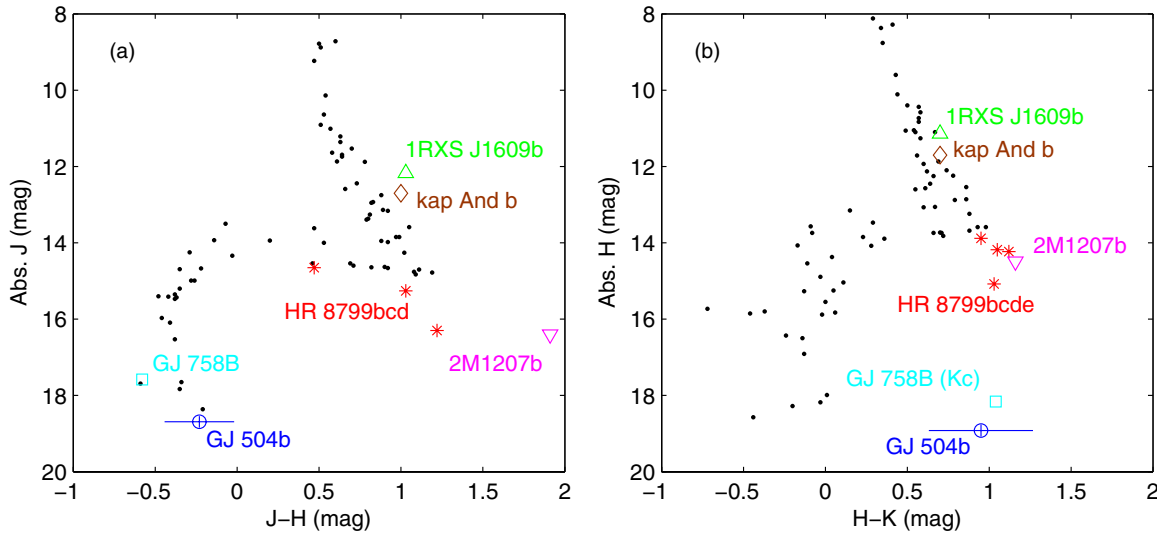 (a)
1RXS J1609b
kap And b
HR 8799bcd
2M1207b
GJ 758B
GJ 504b
8
10
12
14
16
18
20
Abs. J (mag)
−1
−0.5
0
0.5
1
1.5
2
J−H (mag)
(b)
1RXS J1609b
kap And b
2M1207b
HR 8799bcde
GJ 758B (Kc)
GJ 504b
8
10
12
14
16
18
20
Abs. H (mag)
−1
−0.5
0
0.5
1
1.5
2
H−K (mag)